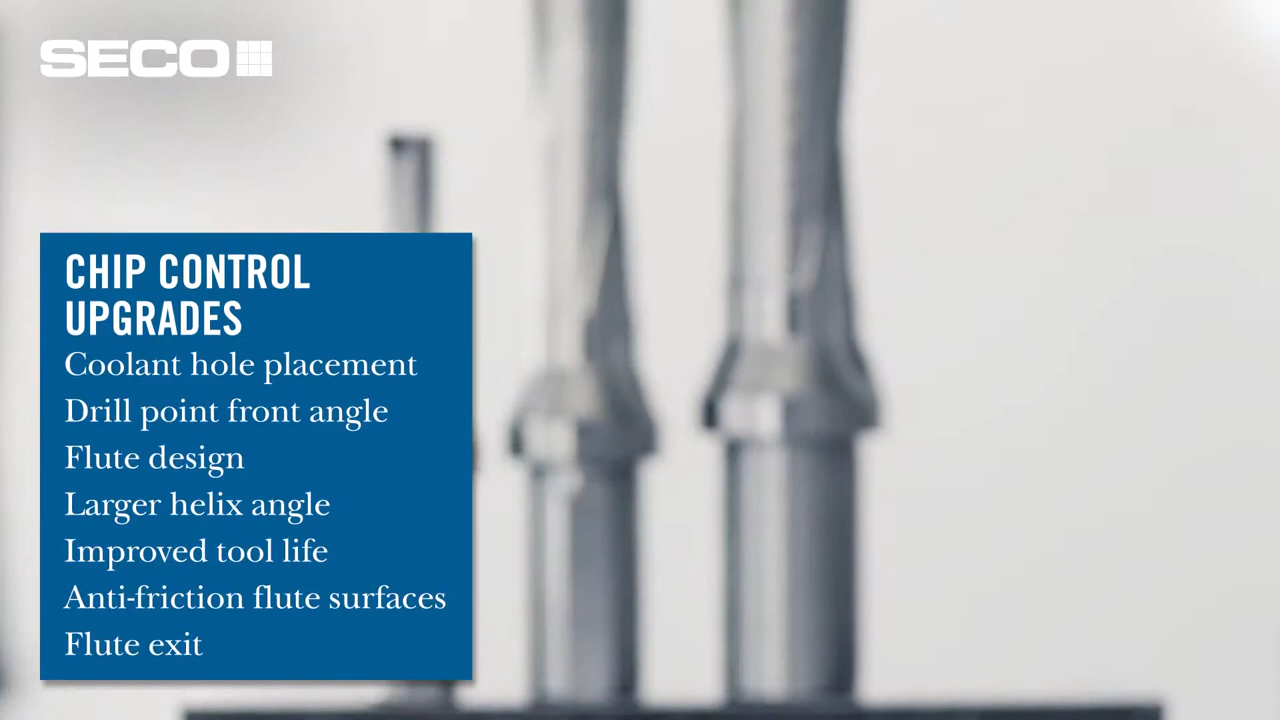 SECO
CHIP CONTROL
UPGRADES
Coolant hole placement
Drill point front angle
Flute design
Larger helix angle
Improved tool life
Anti-friction flute surfaces
Flute exit